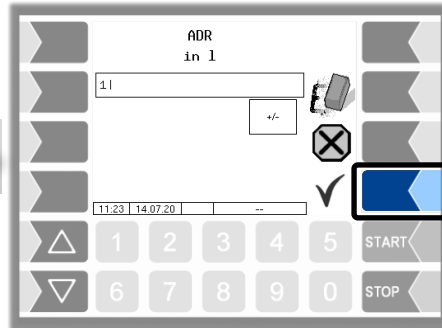 ADR
in l
1|
+/-
11:23 14.07.20 --
1 2 3 4 5 START
6 7 8 9 0 STOP